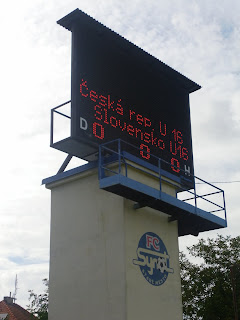 Česká rep U 16
Slovensko U16
D 0 0 0 H
FC